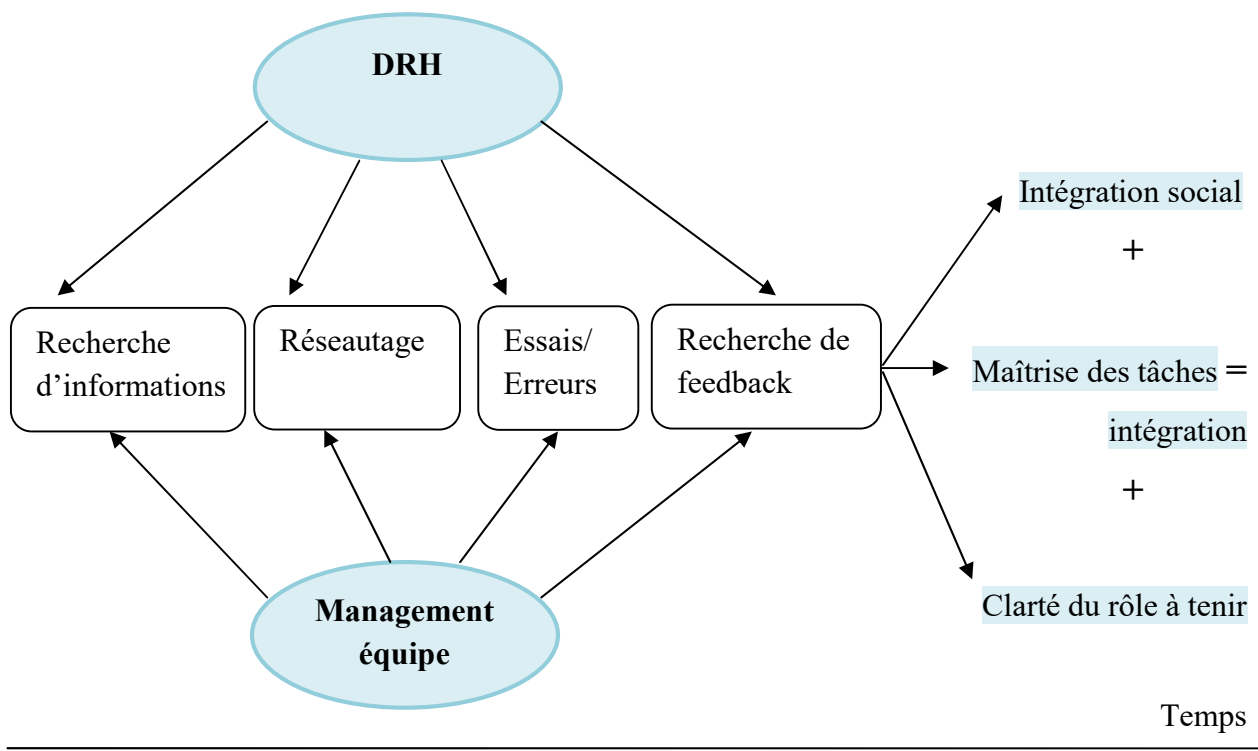 DRH
Recherche
d’informations
Réseautage
Essais/
Erreurs
Recherche de
feedback
Intégration social
+
Maîtrise des tâches =
intégration
+
Clarté du rôle à tenir
Management
équipe
Temps